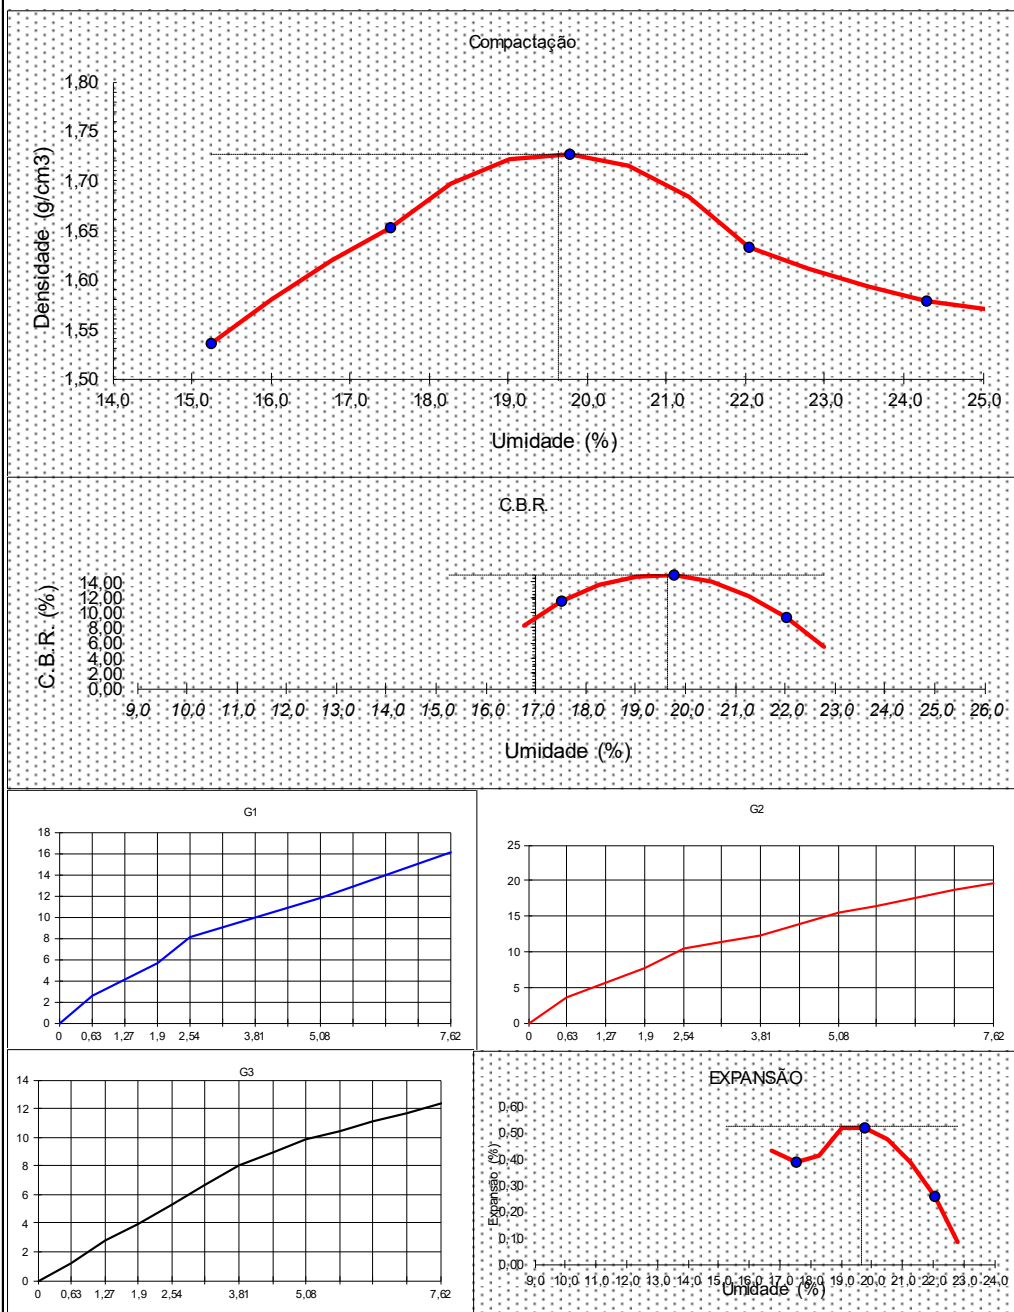 Compactação
1,80
1,75
1,70
1,65
1,60
1,55
1,50
Densidade (g/cm3)
14,0 15,0 16,0 17,0 18,0 19,0 20,0 21,0 22,0 23,0 24,0 25,0
Umidade (%)
C.B.R.
14,00
12,00
10,00
8,00
6,00
4,00
2,00
0,00
C.B.R. (%)
9,0 10,0 11,0 12,0 13,0 14,0 15,0 16,0 17,0 18,0 19,0 20,0 21,0 22,0 23,0 24,0 25,0 26,0
Umidade (%)
G1
18
16
14
12
10
8
6
4
2
0
0 0,63 1,27 1,9 2,54 3,81 5,08 7,62
G2
25
20
15
10
5
0
0 0,63 1,27 1,9 2,54 3,81 5,08 7,62
G3
14
12
10
8
6
4
2
0
0 0,63 1,27 1,9 2,54 3,81 5,08 7,62
EXPANSÃO
0,60
0,50
0,40
0,30
0,20
0,10
0,00
Expansão (%)
9,0 10,0 11,0 12,0 13,0 14,0 15,0 16,0 17,0 18,0 19,0 20,0 21,0 22,0 23,0 24,0
Umidade (%)